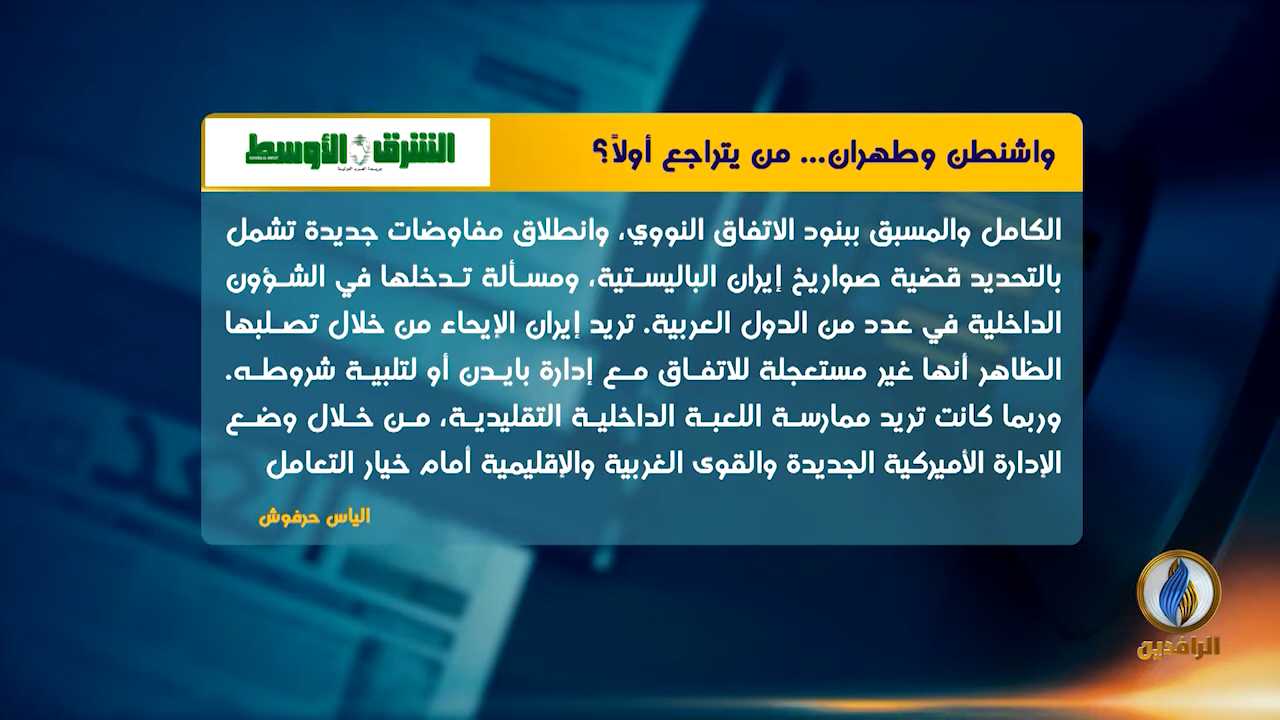 واشنطن وطهران... من يتراجع أولاً؟
الشرق الأوسط
جريدة العرب الدولية
الكامل والمسبق ببنود الاتفاق النووي، وانطلاق مفاوضات جديدة تشمل
بالتحديد قضية صواريخ إيران الباليستية، ومسألة تدخلها في الشؤون
الداخلية في عدد من الدول العربية. تريد إيران الإيحاء من خلال تصلبها
الظاهر أنها غير مستعجلة للاتفاق مع إدارة بايدن أو لتلبية شروطه.
وربما كانت تريد ممارسة اللعبة الداخلية التقليدية، من خلال وضع
الإدارة الأميركية الجديدة والقوى الغربية والإقليمية أمام خيار التعامل
الياس حرفوش
الرافدين